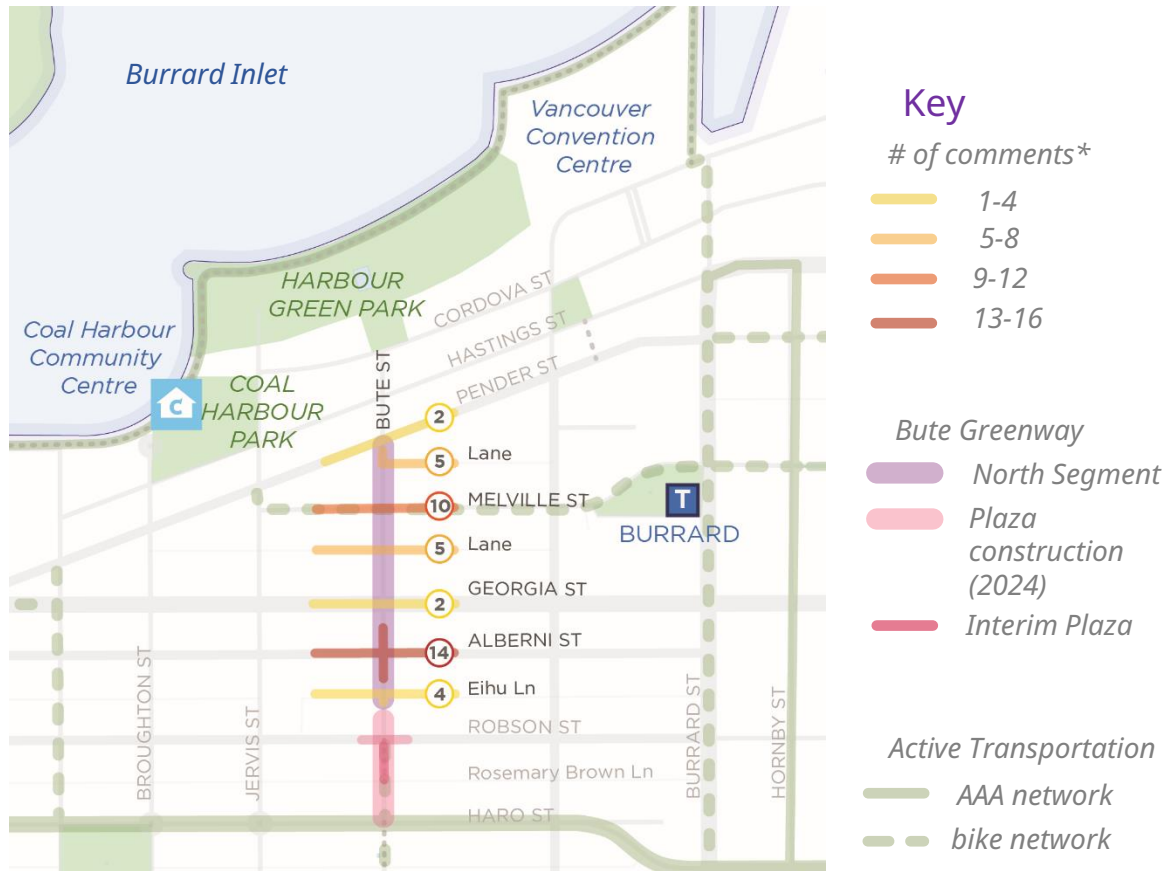 Burrard Inlet
Vancouver
Convention
Centre
HARBOUR
GREEN PARK
Coal Harbour
Community
Centre
C
COAL
HARBOUR
PARK
CORDOVA ST
HASTINGS ST
PENDER ST
BUTE ST
2
5 Lane
10 MELVILLE ST
5 Lane
2 GEORGIA ST
14 ALBERNI ST
4 Eihu Ln
ROBSON ST
Rosemary Brown Ln
HARO ST
T
BURRARD
BROUGHTON ST
JERVIS ST
BURRARD ST
HORNBY ST
Key
# of comments*
1-4
5-8
9-12
13-16
Bute Greenway
North Segment
Plaza
construction
(2024)
Interim Plaza
Active Transportation
AAA network
bike network